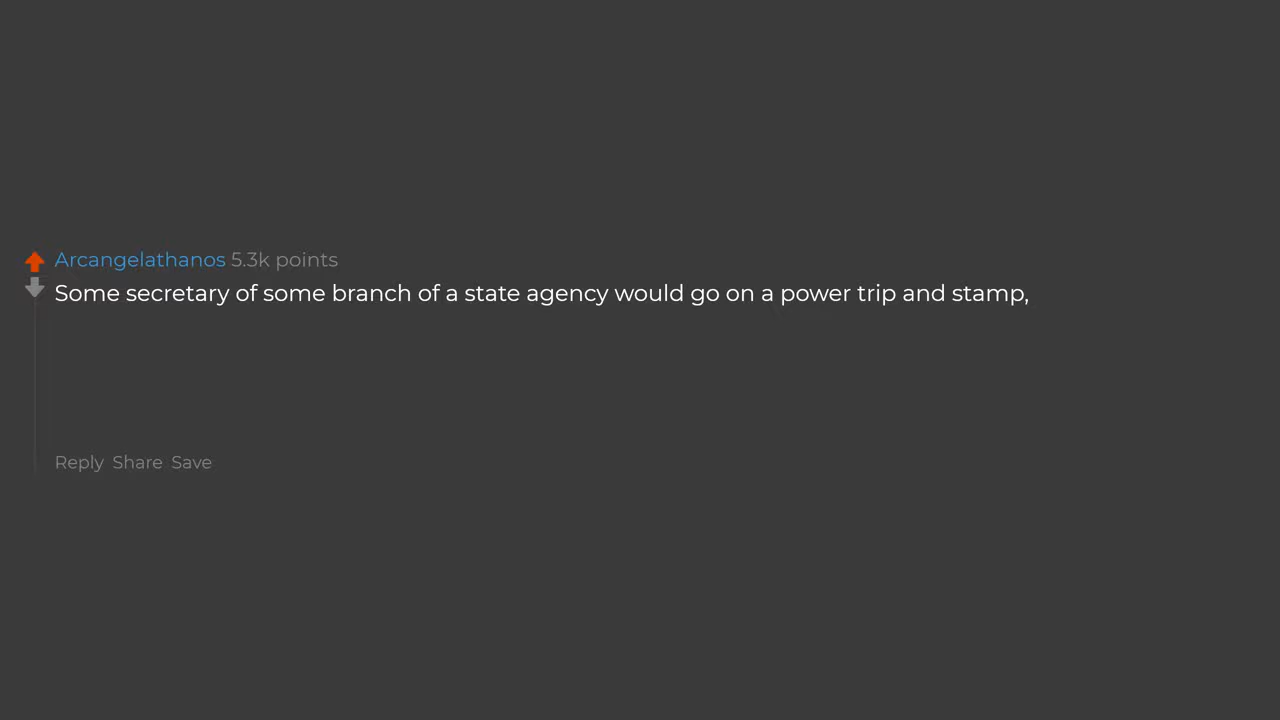 Arcangelathanos 5.3k points
Some secretary of some branch of a state agency would go on a power trip and stamp,
Reply Share Save